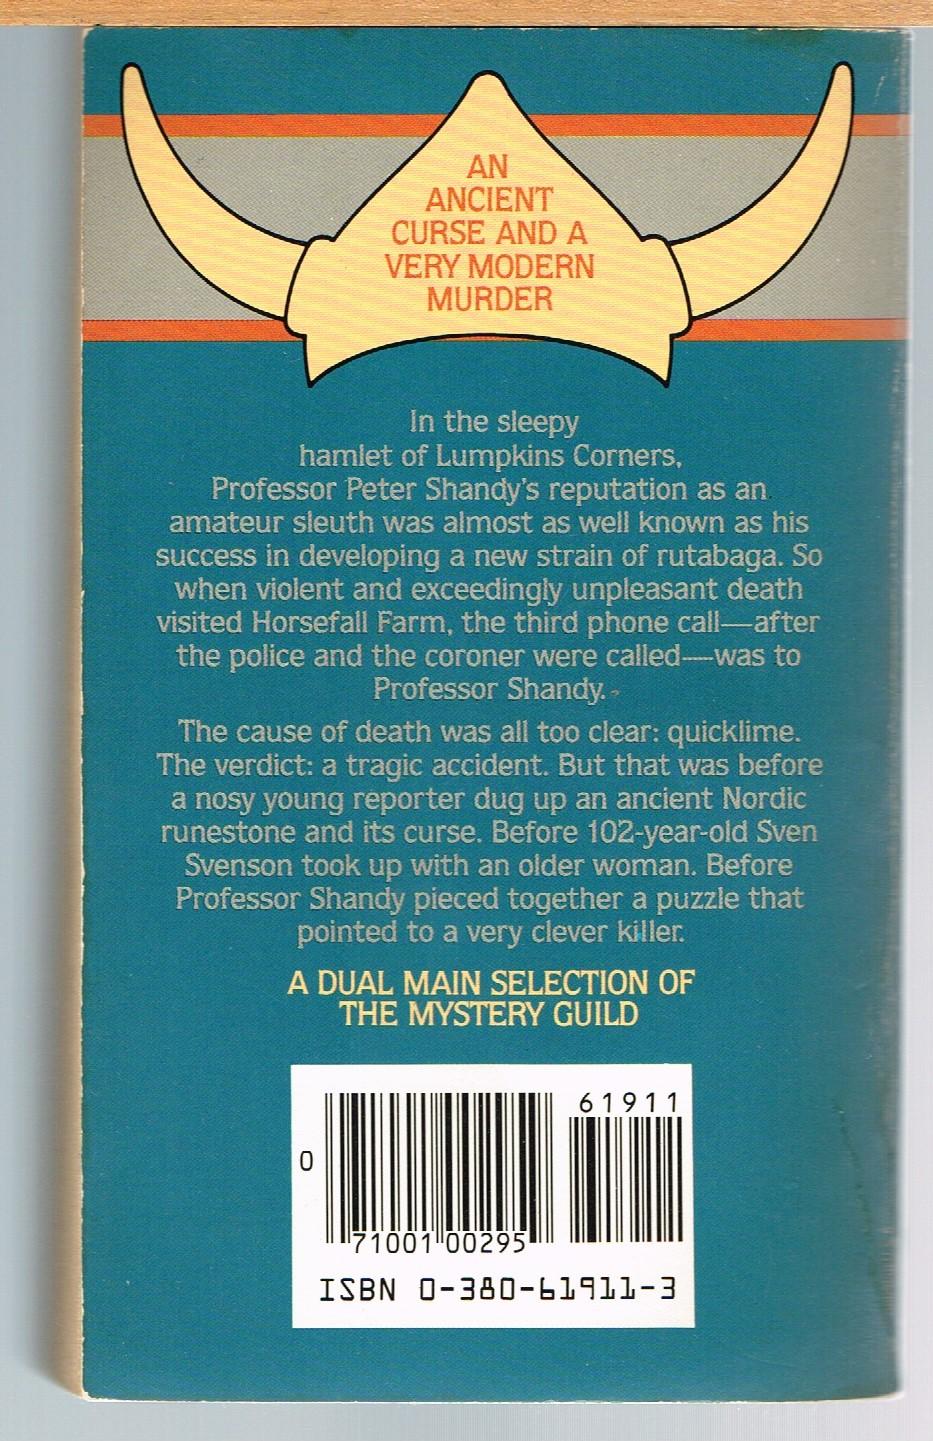 AN
ANCIENT
CURSE AND A
VERY MODERN
MURDER
In the sleepy
hamlet of Lumpkins Corners,
Professor Peter Shandy's reputation as an
amateur sleuth was almost as well known as his
success in developing a new strain of rutabaga. So
when violent and exceedingly unpleasant death
visited Horsefall Farm, the third phone call—after
the police and the coroner were called—was to
Professor Shandy.
The cause of death was all too clear: quicklime.
The verdict: a tragic accident. But that was before
a nosy young reporter dug up an ancient Nordic
runestone and its curse. Before 102-year-old Sven
Svenson took up with an older woman. Before
Professor Shandy pieced together a puzzle that
pointed to a very clever killer.
A DUAL MAIN SELECTION OF
THE MYSTERY GUILD
61911
0
71001 00295
ISBN 0-380-61911-3